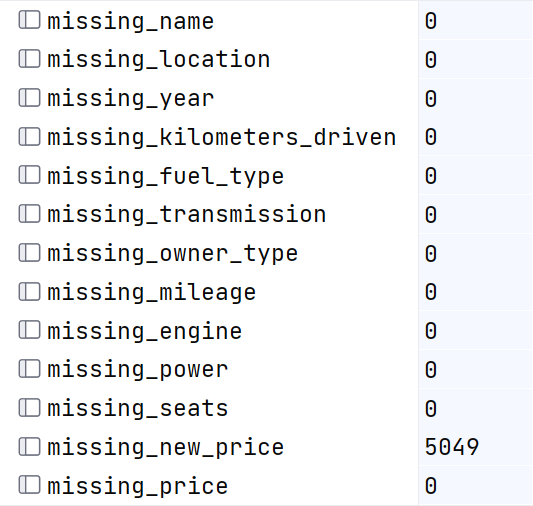 missing_name 0
missing_location 0
missing_year 0
missing_kilometers_driven 0
missing_fuel_type 0
missing_transmission 0
missing_owner_type 0
missing_mileage 0
missing_engine 0
missing_power 0
missing_seats 0
missing_new_price 5049
missing_price 0